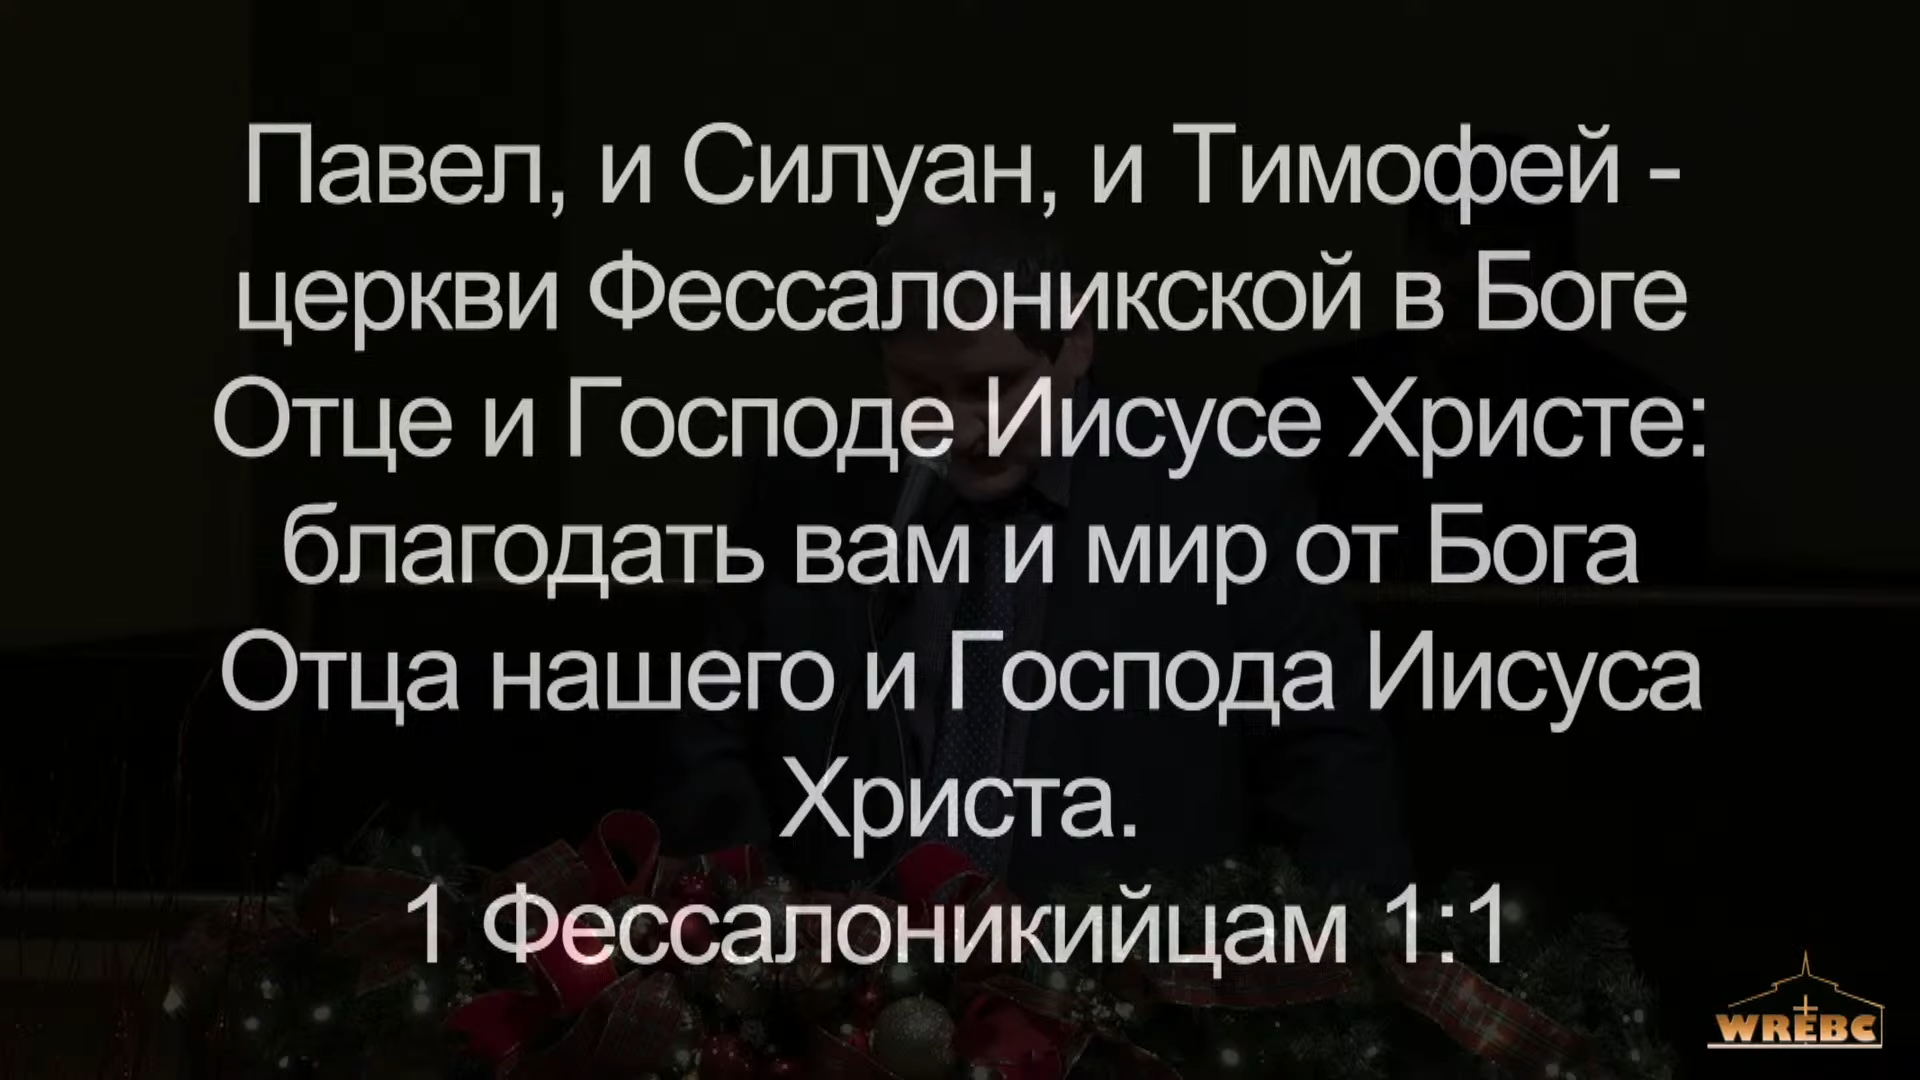 Павел, и Силуан, и Тимофей -
церкви Фессалоникской в Боге
Отце и Господе Иисусе Христе:
благодать вам и мир от Бога
Отца нашего и Господа Иисуса
Христа.
1 Фессалоникийцам 1:1
WREBC